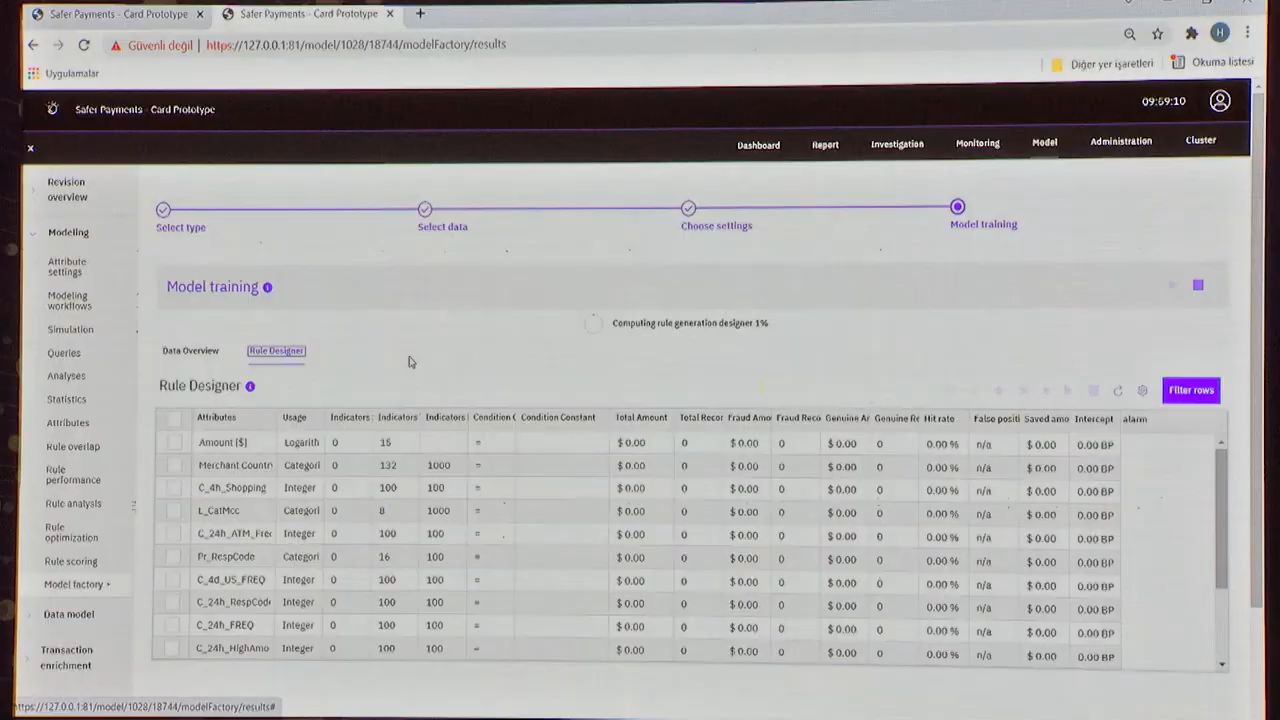 Safer Payments - Card Prototype
Safer Payments - Card Prototype
Güvenli değil | https://127.0.0.1:81/model/1028/18744/modelFactory/results
H
Uygulamalar
Diğer yer işaretleri
Okuma listesi
Safer Payments - Card Prototype
09:59:10
Dashboard Report Investigation Monitoring Model Administration Cluster
Revision overview
Modeling
Attribute settings
Modeling workflows
Simulation
Queries
Analyses
Statistics
Attributes
Rule overlap
Rule performance
Rule analysis
Rule optimization
Rule scoring
Model factory
Data model
Transaction enrichment
Select type
Select data
Choose settings
Model training
Model training
Computing rule generation designer 1%
Data Overview
Rule Designer
Rule Designer
Filter rows
Attributes Usage Indicators Indicators Indicators Condition C Condition Constant Total Amount Total Recor Fraud Amo Fraud Reco Genuine A Genuine Re Hit rate False positi Saved amo Intercept alarm
Amount [$] Logarith 0 15 = $ 0.00 0 $ 0.00 0 $ 0.00 0 0.00 % n/a $ 0.00 0.00 BP
Merchant Countr Categori 0 132 1000 = $ 0.00 0 $ 0.00 0 $ 0.00 0 0.00 % n/a $ 0.00 0.00 BP
C_4h_Shopping Integer 0 100 100 = $ 0.00 0 $ 0.00 0 $ 0.00 0 0.00 % n/a $ 0.00 0.00 BP
L_CatMcc Categori 0 8 1000 = $ 0.00 0 $ 0.00 0 $ 0.00 0 0.00 % n/a $ 0.00 0.00 BP
C_24h_ATM_Frec Integer 0 100 100 = $ 0.00 0 $ 0.00 0 $ 0.00 0 0.00 % n/a $ 0.00 0.00 BP
Pr_RespCode Categori 0 16 100 = $ 0.00 0 $ 0.00 0 $ 0.00 0 0.00 % n/a $ 0.00 0.00 BP
C_4d_US_FREQ Integer 0 100 100 = $ 0.00 0 $ 0.00 0 $ 0.00 0 0.00 % n/a $ 0.00 0.00 BP
C_24h_RespCode Integer 0 100 100 = $ 0.00 0 $ 0.00 0 $ 0.00 0 0.00 % n/a $ 0.00 0.00 BP
C_24h_FREQ Integer 0 100 100 = $ 0.00 0 $ 0.00 0 $ 0.00 0 0.00 % n/a $ 0.00 0.00 BP
C_24h_HighAmo Integer 0 100 100 = $ 0.00 0 $ 0.00 0 $ 0.00 0 0.00 % n/a $ 0.00 0.00 BP
https://127.0.0.1:81/model/1028/18744/modelFactory/results#